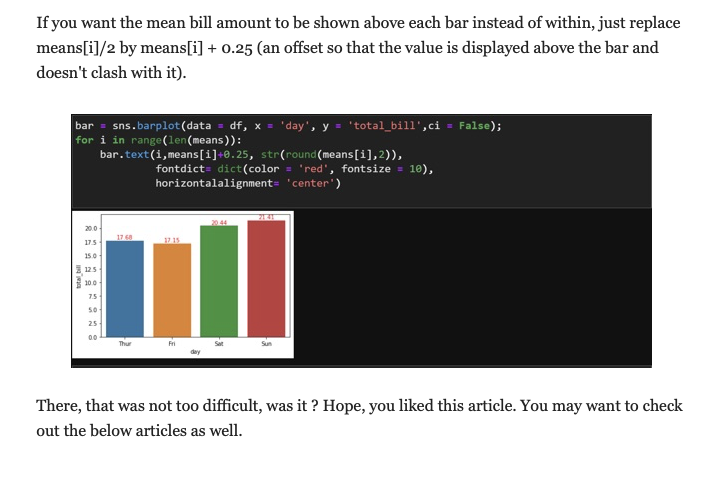 If you want the mean bill amount to be shown above each bar instead of within, just replace
means[i]/2 by means[i] + 0.25 (an offset so that the value is displayed above the bar and
doesn't clash with it).
bar = sns.barplot(data = df, x = 'day', y = 'total_bill',ci = False);
for i in range(len(means)):
bar.text(i,means[i]+0.25, str(round(means[i],2)),
fontdict= dict(color = 'red', fontsize = 10),
horizontalalignment= 'center')
17.68
17.15
20.44
21.41
20.0
17.5
15.0
12.5
10.0
7.5
5.0
2.5
0.0
total_bill
Thur Fri Sat Sun
day
There, that was not too difficult, was it ? Hope, you liked this article. You may want to check
out the below articles as well.